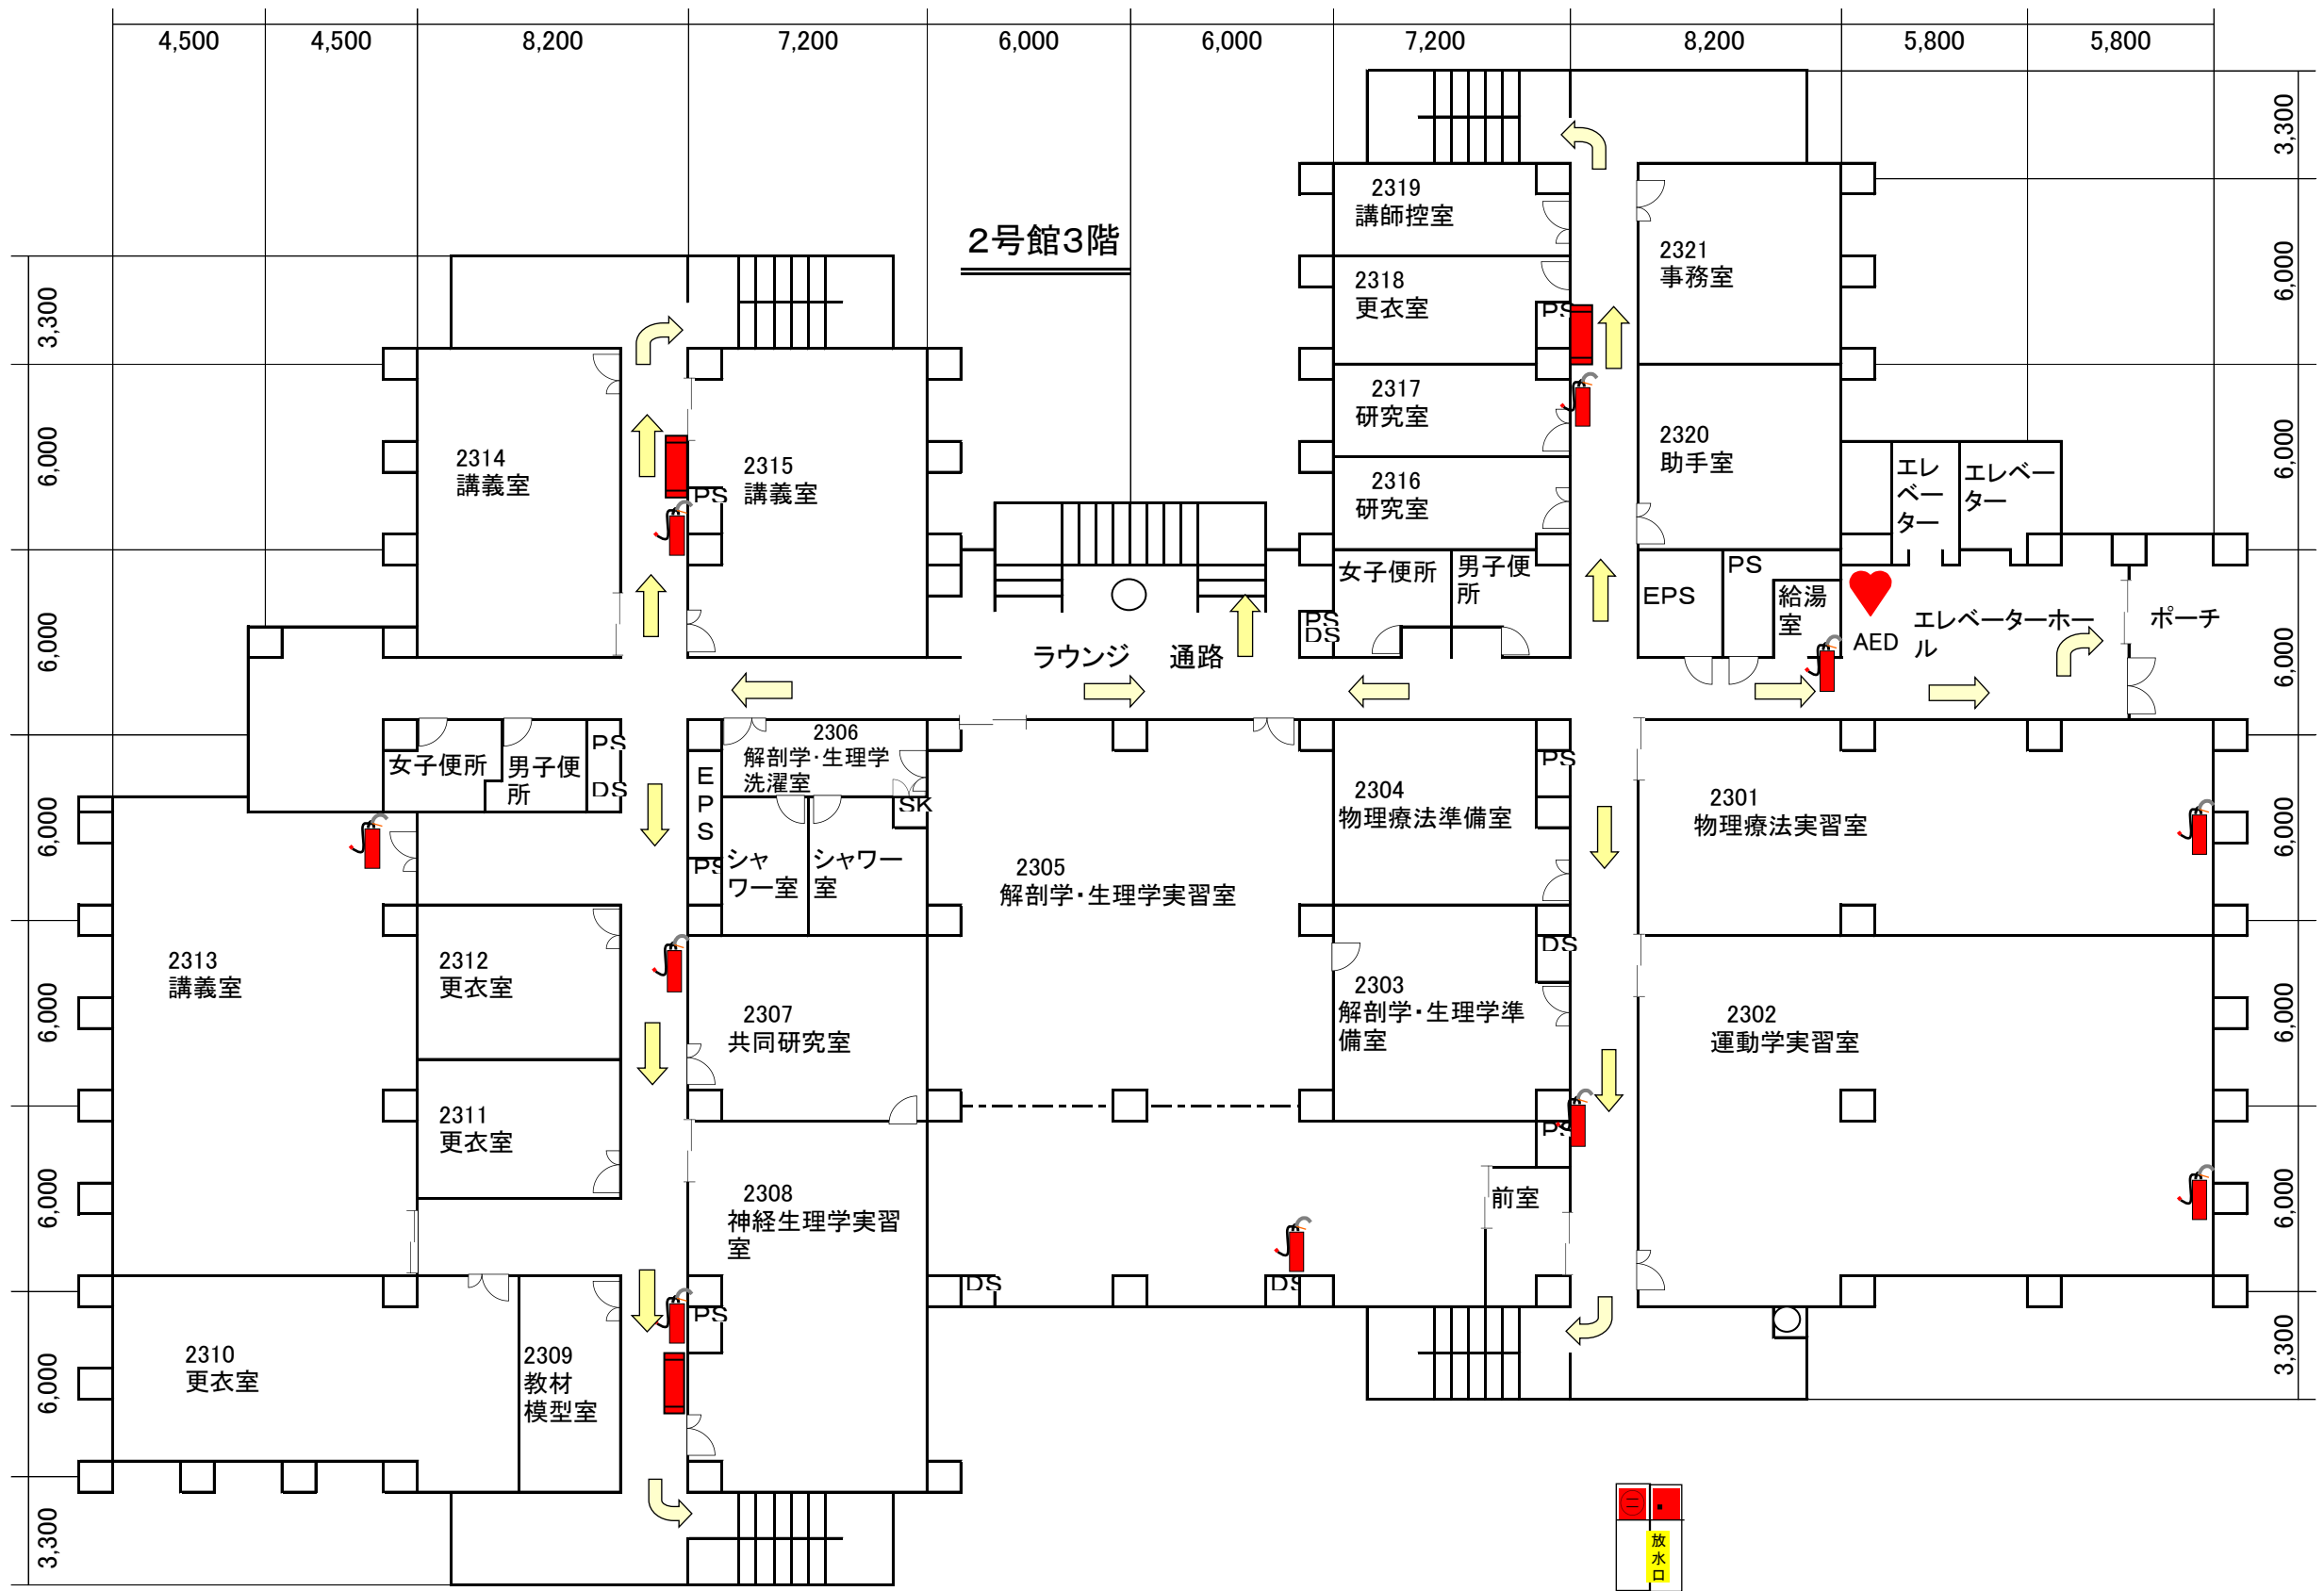 4,500
4,500
8,200
7,200
6,000
6,000
7,200
8,200
5,800
5,800
3,300
6,000
6,000
6,000
6,000
6,000
6,000
3,300
3,300
6,000
6,000
6,000
6,000
6,000
6,000
3,300
2号館3階
2319
講師控室
2318
更衣室
PS
2317
研究室
2316
研究室
2321
事務室
2320
助手室
2314
講義室
2315
講義室
PS
エレ
ベー
ター
エレベー
ター
女子便所
男子便
所
PS
DS
EPS
PS
給湯
室
AED
エレベーターホー
ル
ポーチ
ラウンジ
通路
女子便所
男子便
所
PS
DS
E
P
S
PS
2306
解剖学・生理学
洗濯室
SK
シャ
ワー室
シャワー
室
2305
解剖学・生理学実習室
2304
物理療法準備室
PS
2301
物理療法実習室
2313
講義室
2312
更衣室
2311
更衣室
2307
共同研究室
2303
解剖学・生理学準
備室
DS
PS
2302
運動学実習室
2308
神経生理学実習
室
前室
DS
DS
PS
2310
更衣室
2309
教材
模型室
放
水
口